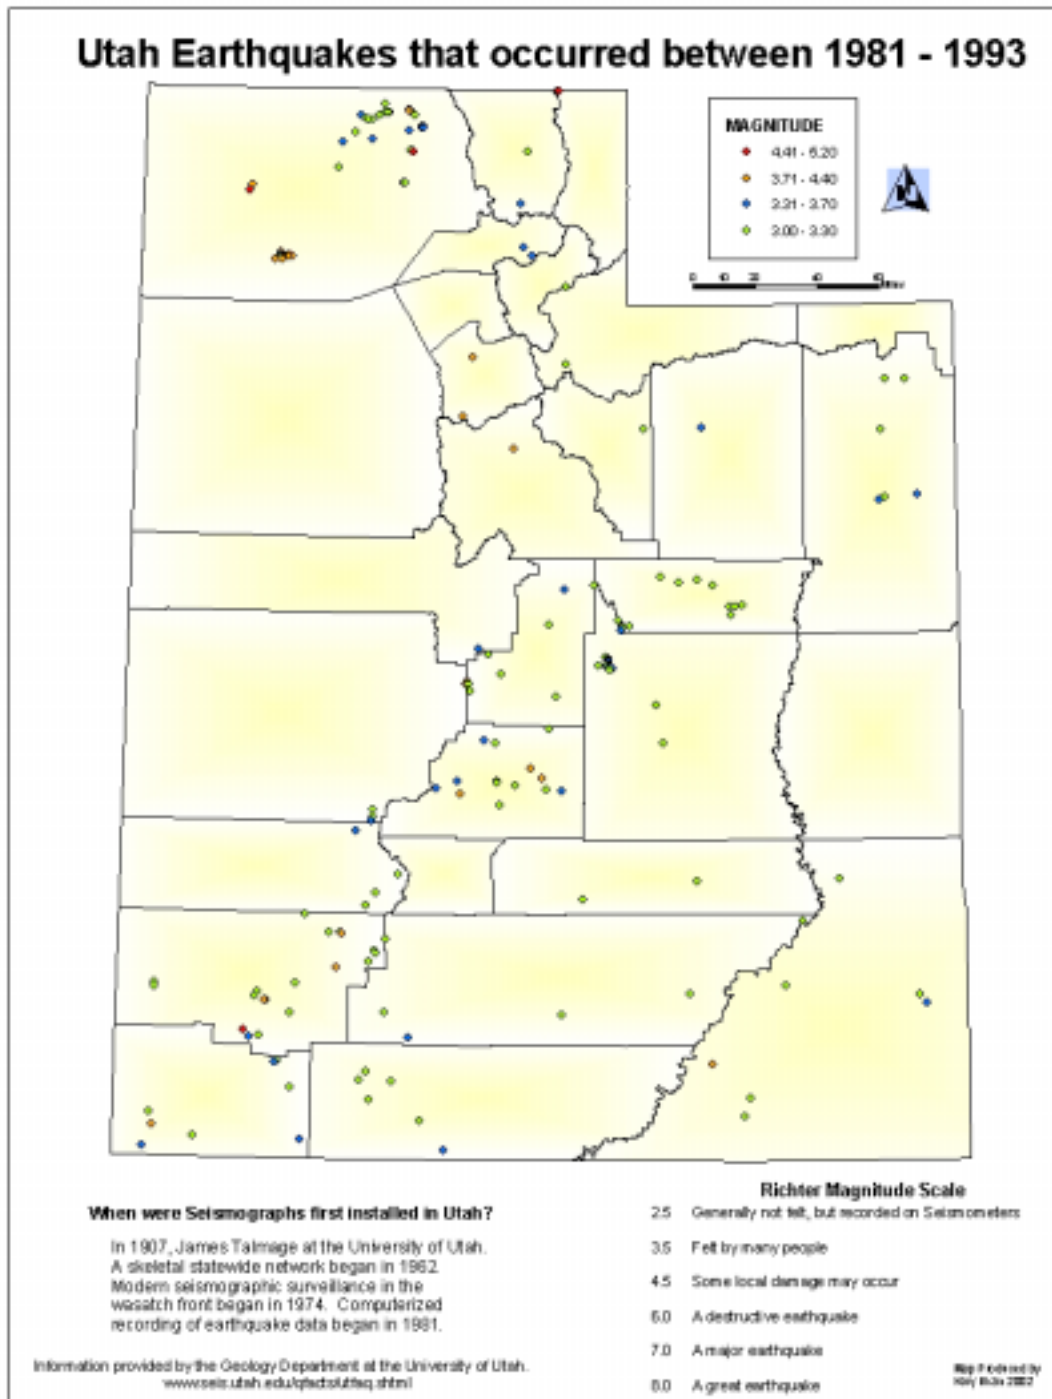 Utah Earthquakes that occurred between 1981 - 1993
MAGNITUDE
4.41 - 6.20
3.71 - 4.40
3.31 - 3.70
3.00 - 3.30
N
0
Richter Magnitude Scale
2.5 Generally not felt, but recorded on Seismometers
3.5 Felt by many people
4.5 Some local damage may occur
6.0 A destructive earthquake
7.0 A major earthquake
8.0 A great earthquake
When were Seismographs first installed in Utah?
In 1907, James Talmage at the University of Utah.
A skeletal statewide network began in 1962.
Modern seismographic surveillance in the
wasatch front began in 1974. Computerized
recording of earthquake data began in 1981.
Information provided by the Geology Department at the University of Utah.
Map Produced by
2002